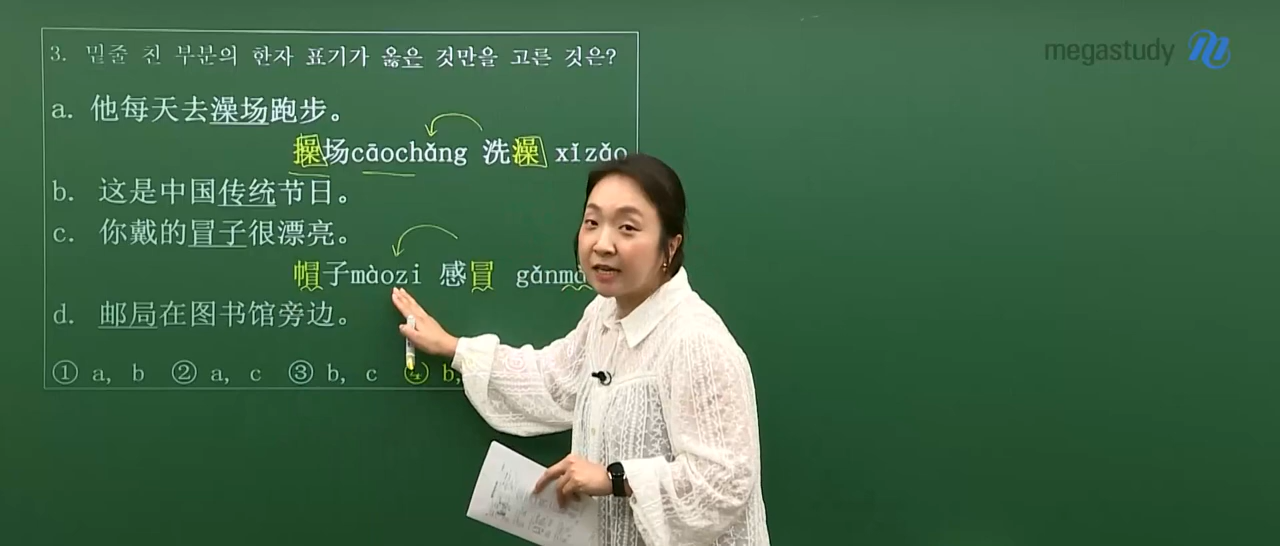 megastudy
3. 밑줄 친 부분의 한자 표기가 옳은 것만을 고른 것은?
a. 他每天去澡场跑步。
操场cāochǎng 洗澡 xǐzǎo
b. 这是中国传统节日。
c. 你戴的冒子很漂亮。
帽子màozi 感冒 gǎnmà
d. 邮局在图书馆旁边。
① a, b ② a, c ③ b, c ④ b,